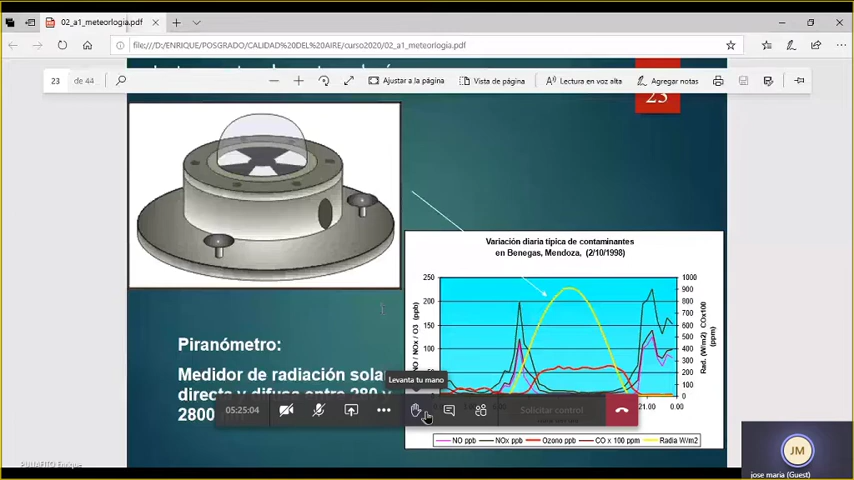 02_a1_meteorlogia.pdf
file:///D:/ENRIQUE/POSGRADO/CALIDAD%20DEL%20AIRE/curso2020/02_a1_meteorlogia.pdf
23 de 44
Ajustar a la página
Vista de página
Lectura en voz alta
Agregar notas
23
Variación diaria típica de contaminantes
en Benegas, Mendoza, (2/10/1998)
250
200
150
100
50
NO / NOx / O3 (ppb)
1000
900
800
700
600
500
400
300
200
100
0
Rad. (W/m2) COx100
(ppm)
21:00
0:00
NO ppb
NOx ppb
Ozono ppb
CO x 100 ppm
Radia W/m2
Piranómetro:
Medidor de radiación sola
directa y difusa entre 280 y
2800
Levanta tu mano
05:25:04
Solicitar control
PULIAFITO Enrique
JM
jose maria (Guest)